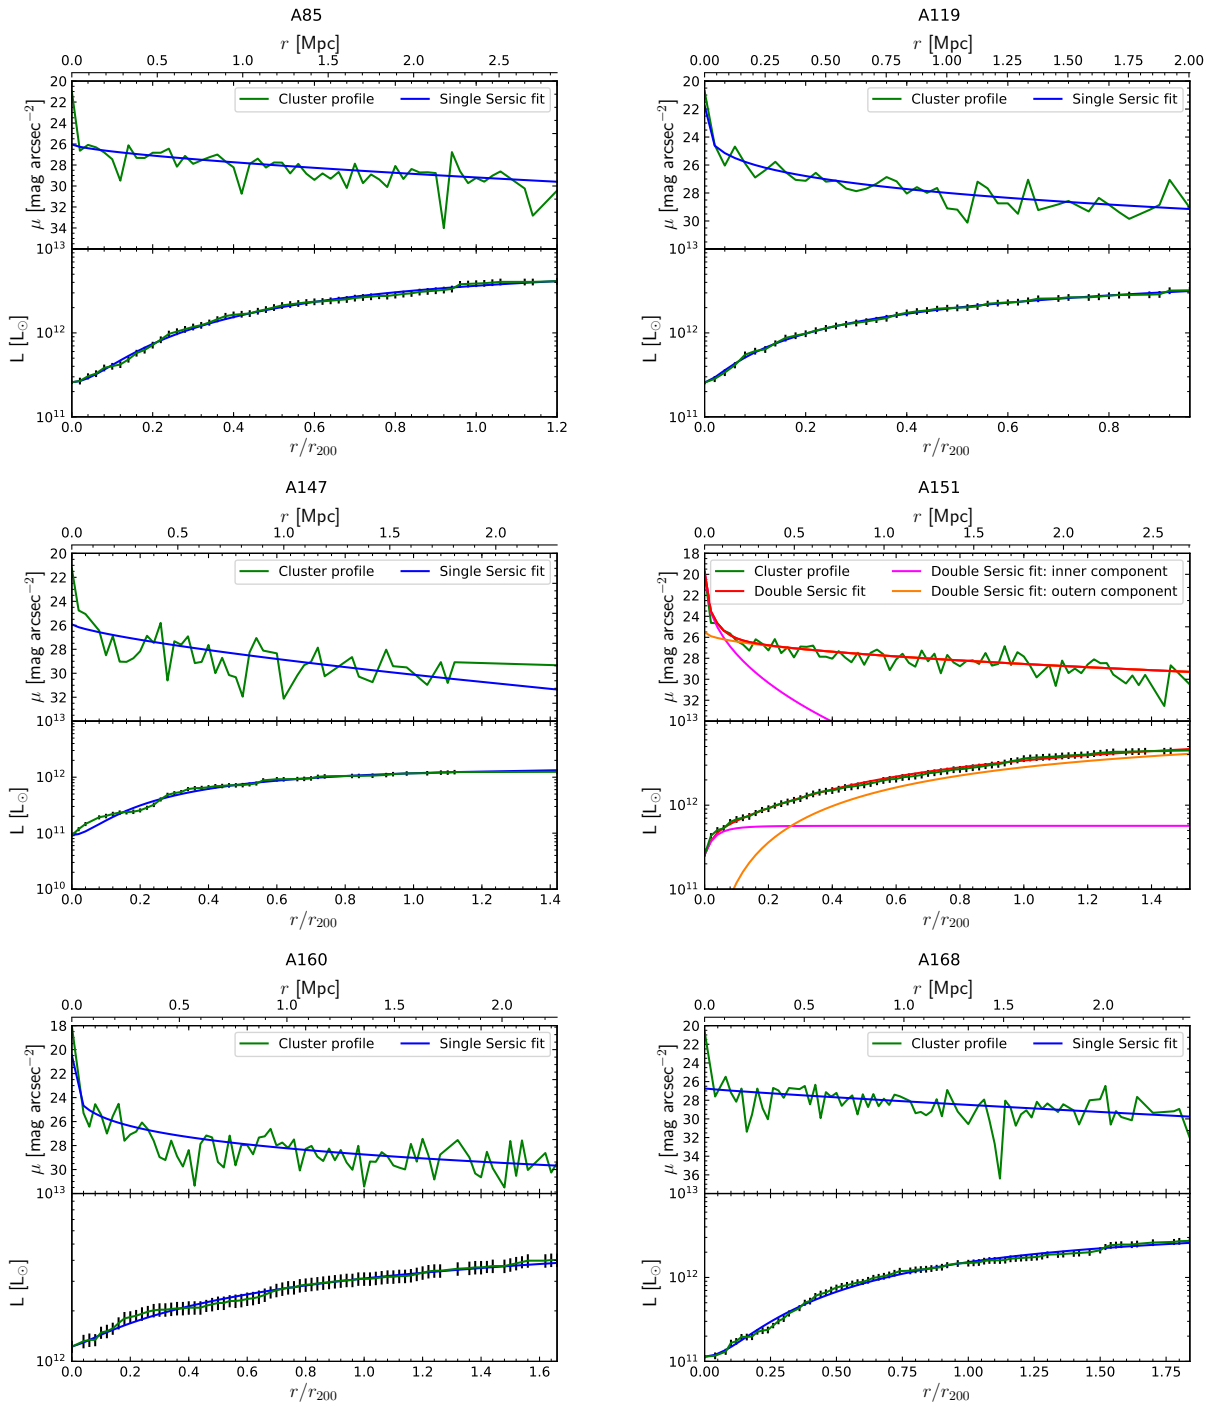 A85
r [Mpc]
0.0 0.5 1.0 1.5 2.0 2.5
20
22
24
26
28
30
32
34
μ [mag arcsec⁻²]
Cluster profile Single Sersic fit
10¹³
10¹²
10¹¹
L [L☉]
0.0 0.2 0.4 0.6 0.8 1.0 1.2
r/r₂₀₀
A119
r [Mpc]
0.00 0.25 0.50 0.75 1.00 1.25 1.50 1.75 2.00
20
22
24
26
28
30
μ [mag arcsec⁻²]
Cluster profile Single Sersic fit
10¹³
10¹²
10¹¹
L [L☉]
0.0 0.2 0.4 0.6 0.8
r/r₂₀₀
A147
r [Mpc]
0.0 0.5 1.0 1.5 2.0
20
22
24
26
28
30
32
μ [mag arcsec⁻²]
Cluster profile Single Sersic fit
10¹³
10¹²
10¹¹
10¹⁰
L [L☉]
0.0 0.2 0.4 0.6 0.8 1.0 1.2 1.4
r/r₂₀₀
A151
r [Mpc]
0.0 0.5 1.0 1.5 2.0 2.5
18
20
22
24
26
28
30
32
μ [mag arcsec⁻²]
Cluster profile Double Sersic fit: inner component
Double Sersic fit Double Sersic fit: outern component
10¹³
10¹²
10¹¹
L [L☉]
0.0 0.2 0.4 0.6 0.8 1.0 1.2 1.4
r/r₂₀₀
A160
r [Mpc]
0.0 0.5 1.0 1.5 2.0
18
20
22
24
26
28
30
μ [mag arcsec⁻²]
Cluster profile Single Sersic fit
10¹³
10¹²
L [L☉]
0.0 0.2 0.4 0.6 0.8 1.0 1.2 1.4 1.6
r/r₂₀₀
A168
r [Mpc]
0.0 0.5 1.0 1.5 2.0
20
22
24
26
28
30
32
34
36
μ [mag arcsec⁻²]
Cluster profile Single Sersic fit
10¹³
10¹²
10¹¹
L [L☉]
0.00 0.25 0.50 0.75 1.00 1.25 1.50 1.75
r/r₂₀₀